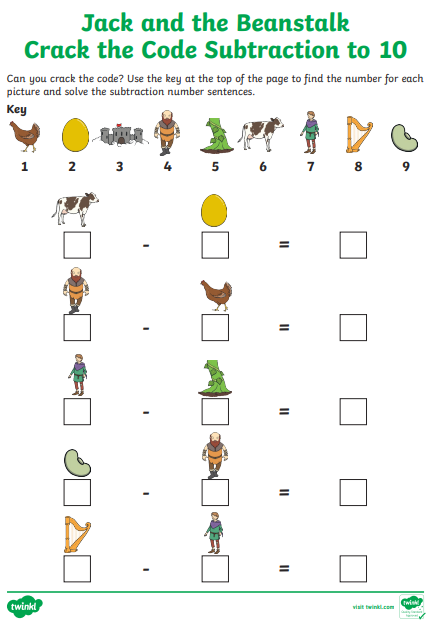 Jack and the Beanstalk
Crack the Code Subtraction to 10
Can you crack the code? Use the key at the top of the page to find the number for each
picture and solve the subtraction number sentences.
Key
1 2 3 4 5 6 7 8 9
- =
- =
- =
- =
- =
twinkl visit twinkl.com twinkl